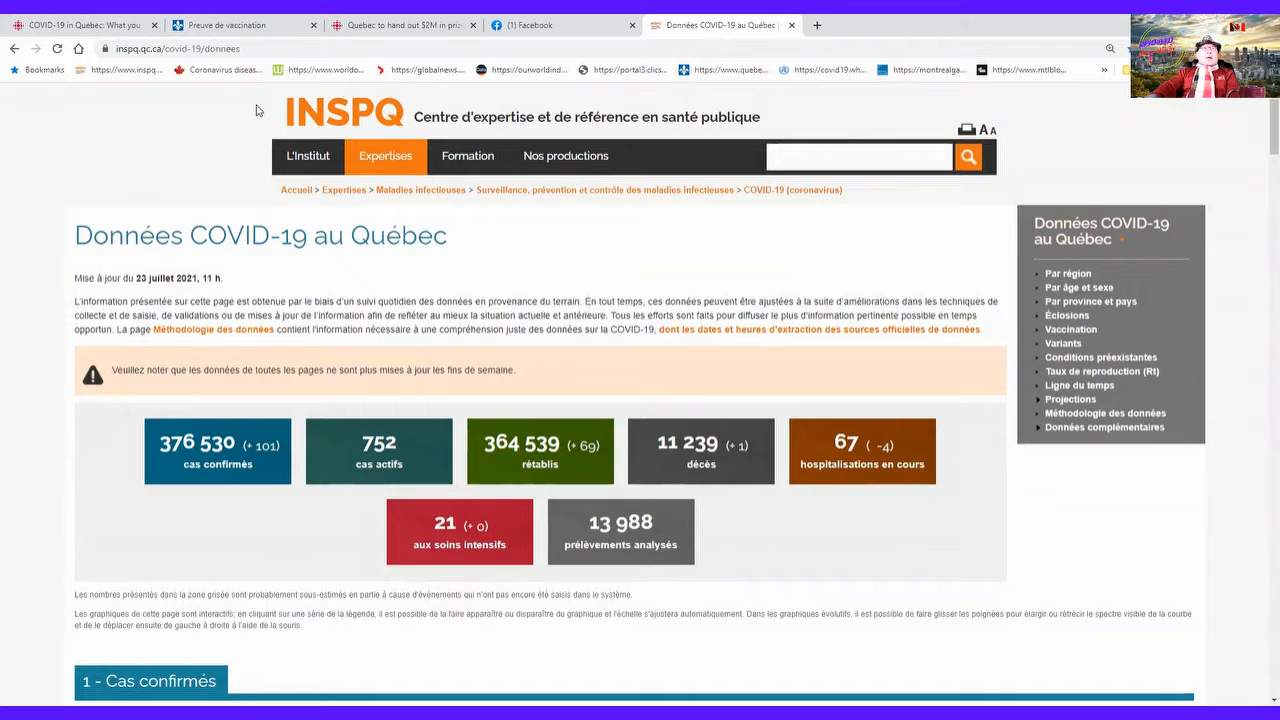 COVID-19 in Quebec: What you
Preuve de vaccination
Quebec to hand out $2M in priz
(1) Facebook
Données COVID-19 au Québec |
inspq.qc.ca/covid-19/donnees
Bookmarks
https://www.inspq...
Coronavirus diseas...
https://www.worldo...
https://globalnews...
https://ourworldind...
https://portal3.clics...
https://www.quebe...
https://covid19.wh...
https://montrealga...
https://www.mtlblo...
INSPQ
Centre d'expertise et de référence en santé publique
A A
L'Institut
Expertises
Formation
Nos productions
Accueil > Expertises > Maladies infectieuses > Surveillance, prévention et contrôle des maladies infectieuses > COVID-19 (coronavirus)
Données COVID-19 au Québec
Mise à jour du 23 juillet 2021, 11 h.
L'information présentée sur cette page est obtenue par le biais d'un suivi quotidien des données en provenance du terrain. En tout temps, ces données peuvent être ajustées à la suite d'améliorations dans les techniques
de collecte et de saisie, de validations ou de mises à jour de l'information afin de refléter au mieux la situation actuelle et antérieure. Tous les efforts sont faits pour diffuser le plus d'information pertinente possible en temps
opportun. La page Méthodologie des données contient l'information nécessaire à une compréhension juste des données sur la COVID-19, dont les dates et heures d'extraction des sources officielles de données.
Veuillez noter que les données de toutes les pages ne sont plus mises à jour les fins de semaine.
376 530 (+ 101)
cas confirmés
752
cas actifs
364 539 (+ 69)
rétablis
11 239 (+ 1)
décès
67 ( -4)
hospitalisations en cours
21 (+ 0)
aux soins intensifs
13 988
prélèvements analysés
Les nombres présentés dans la zone grisée sont probablement sous-estimés en partie à cause d'événements qui n'ont pas encore été saisis dans le système.
Les graphiques de cette page sont interactifs; en cliquant sur une série de la légende, il est possible de la faire apparaître ou disparaître du graphique et l'échelle s'ajustera automatiquement. Dans les graphiques évolutifs, il est possible de faire glisser les poignées pour élargir ou rétrécir le spectre visible de la courbe
et de le déplacer ensuite de gauche à droite à l'aide de la souris.
1 - Cas confirmés
Données COVID-19
au Québec
Par région
Par âge et sexe
Par province et pays
Éclosions
Vaccination
Variants
Conditions préexistantes
Taux de reproduction (Rt)
Ligne du temps
Projections
Méthodologie des données
Données complémentaires